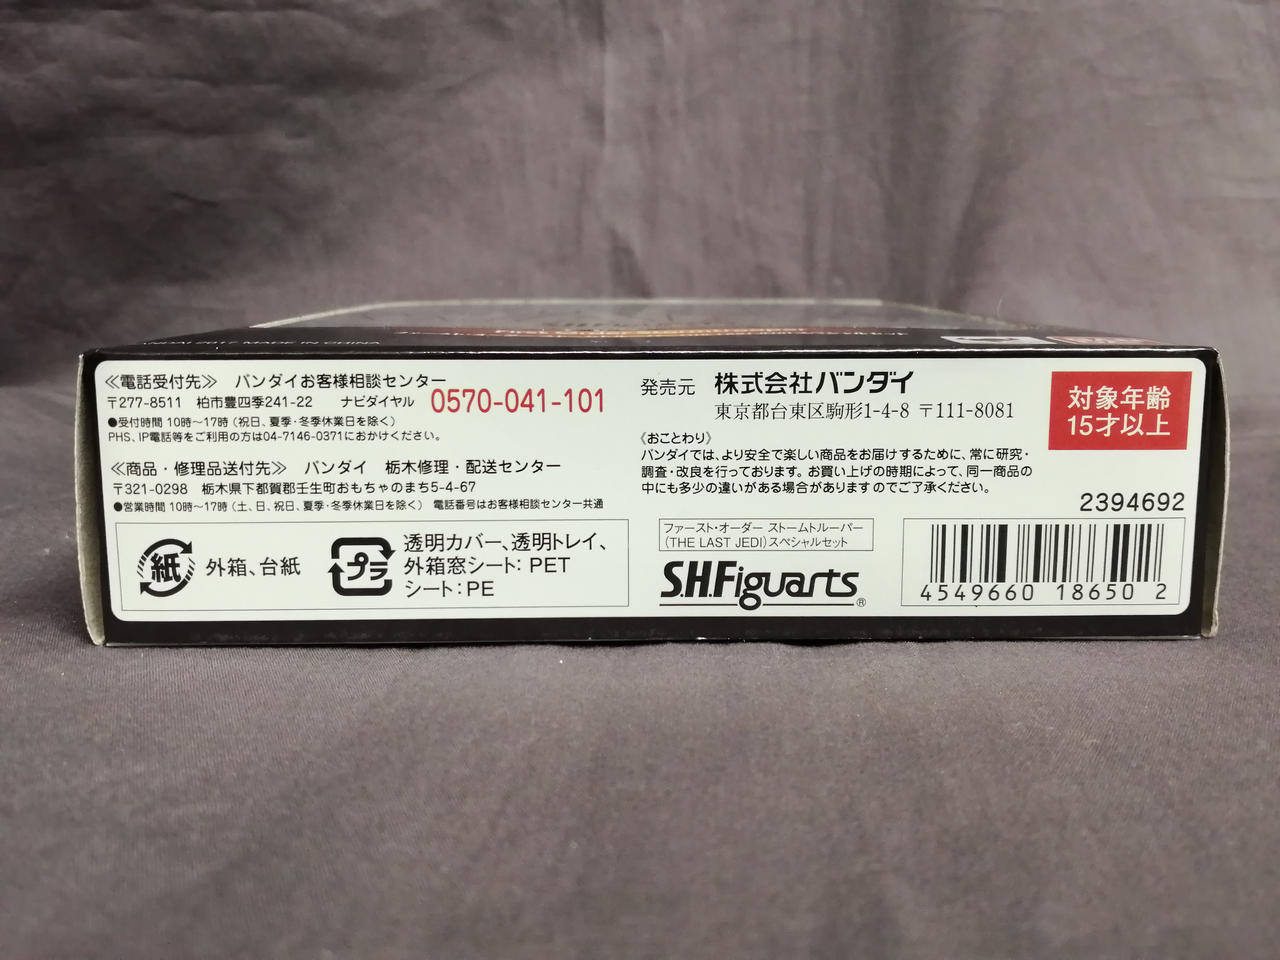 2017 MADE IN CHINA
≪電話受付先≫ バンダイお客様相談センター
〒277-8511 柏市豊四季241-22 ナビダイヤル 0570-041-101
●受付時間 10時～17時 (祝日、夏季・冬季休業日を除く)
PHS、IP電話等をご利用の方は04-7146-0371におかけください。
≪商品・修理品送付先≫ バンダイ 栃木修理・配送センター
〒321-0298 栃木県下都賀郡壬生町おもちゃのまち5-4-67
●営業時間 10時～17時 (土、日、祝日、夏季・冬季休業日を除く) 電話番号はお客様相談センター共通
紙 外箱、台紙
プラ 透明カバー、透明トレイ、
外箱窓シート: PET
シート: PE
発売元 株式会社バンダイ
東京都台東区駒形1-4-8 〒111-8081
《おことわり》
バンダイでは、より安全で楽しい商品をお届けするために、常に研究・
調査・改良を行っております。お買い上げの時期によって、同一商品の
中にも多少の違いがある場合がありますのでご了承ください。
対象年齢
15才以上
2394692
ファースト・オーダー ストームトルーパー
(THE LAST JEDI) スペシャルセット
S.H.Figuarts®
4549660 18650 2